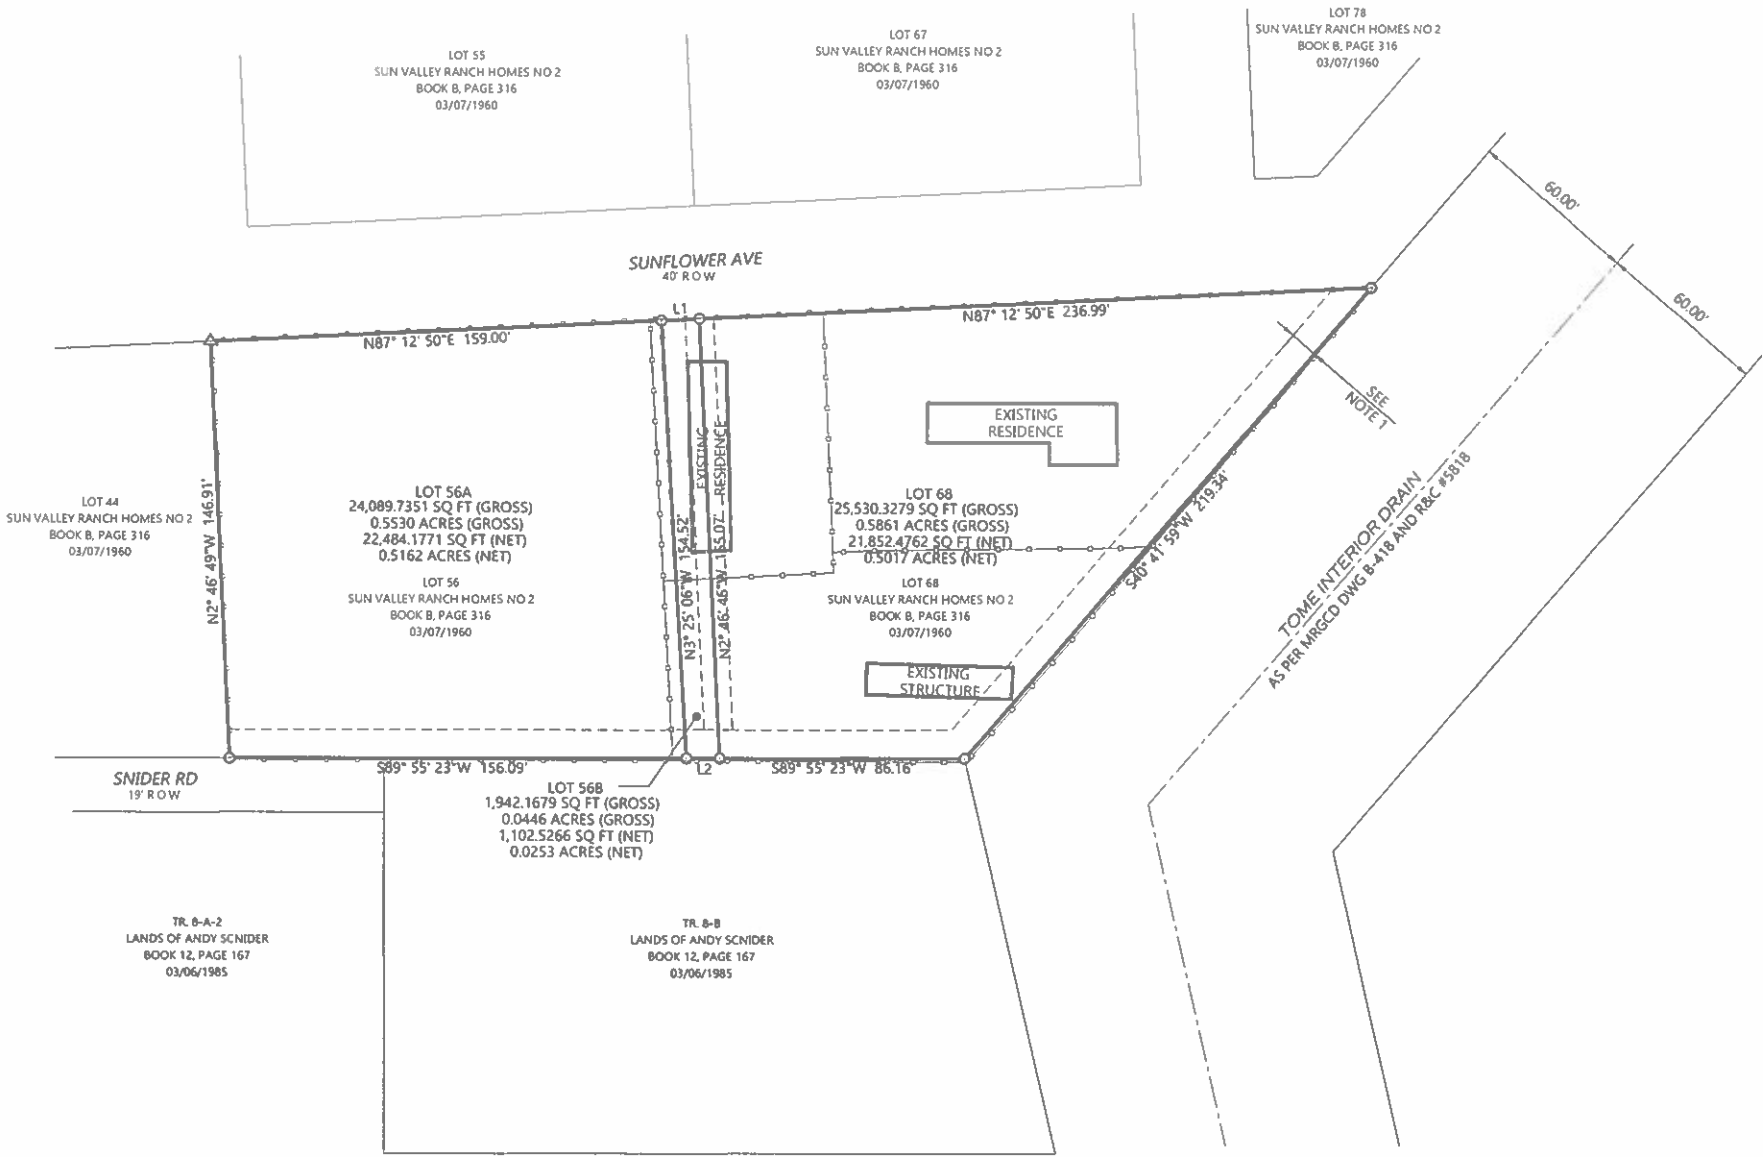 LOT 55
SUN VALLEY RANCH HOMES NO 2
BOOK B, PAGE 316
03/07/1960
LOT 67
SUN VALLEY RANCH HOMES NO 2
BOOK B, PAGE 316
03/07/1960
LOT 78
SUN VALLEY RANCH HOMES NO 2
BOOK B, PAGE 316
03/07/1960
60.00'
60.00'
SUNFLOWER AVE
40' ROW
L1
N87° 12' 50"E 159.00'
N87° 12' 50"E 236.99'
SEE
NOTE 1
EXISTING
RESIDENCE
EXISTING
RESIDENCE
LOT 44
SUN VALLEY RANCH HOMES NO 2
BOOK B, PAGE 316
03/07/1960
N2° 46' 49"W 146.91'
LOT 56A
24,089.7351 SQ FT (GROSS)
0.5530 ACRES (GROSS)
22,484.1771 SQ FT (NET)
0.5162 ACRES (NET)
LOT 56
SUN VALLEY RANCH HOMES NO 2
BOOK B, PAGE 316
03/07/1960
N3° 25' 06"W 154.52'
N2° 46' 46"W 155.07'
LOT 68
25,530.3279 SQ FT (GROSS)
0.5861 ACRES (GROSS)
21,852.4762 SQ FT (NET)
0.5017 ACRES (NET)
LOT 68
SUN VALLEY RANCH HOMES NO 2
BOOK B, PAGE 316
03/07/1960
S40° 41' 59"W 219.34'
TOME INTERIOR DRAIN
AS PER MRGCD DWG B-418 AND R&C #5818
EXISTING
STRUCTURE
SNIDER RD
19' ROW
S89° 55' 23"W 156.09'
L2
S89° 55' 23"W 86.16'
LOT 56B
1,942.1679 SQ FT (GROSS)
0.0446 ACRES (GROSS)
1,102.5266 SQ FT (NET)
0.0253 ACRES (NET)
TR. 8-A-2
LANDS OF ANDY SCNIDER
BOOK 12, PAGE 167
03/06/1985
TR. 8-B
LANDS OF ANDY SCNIDER
BOOK 12, PAGE 167
03/06/1985